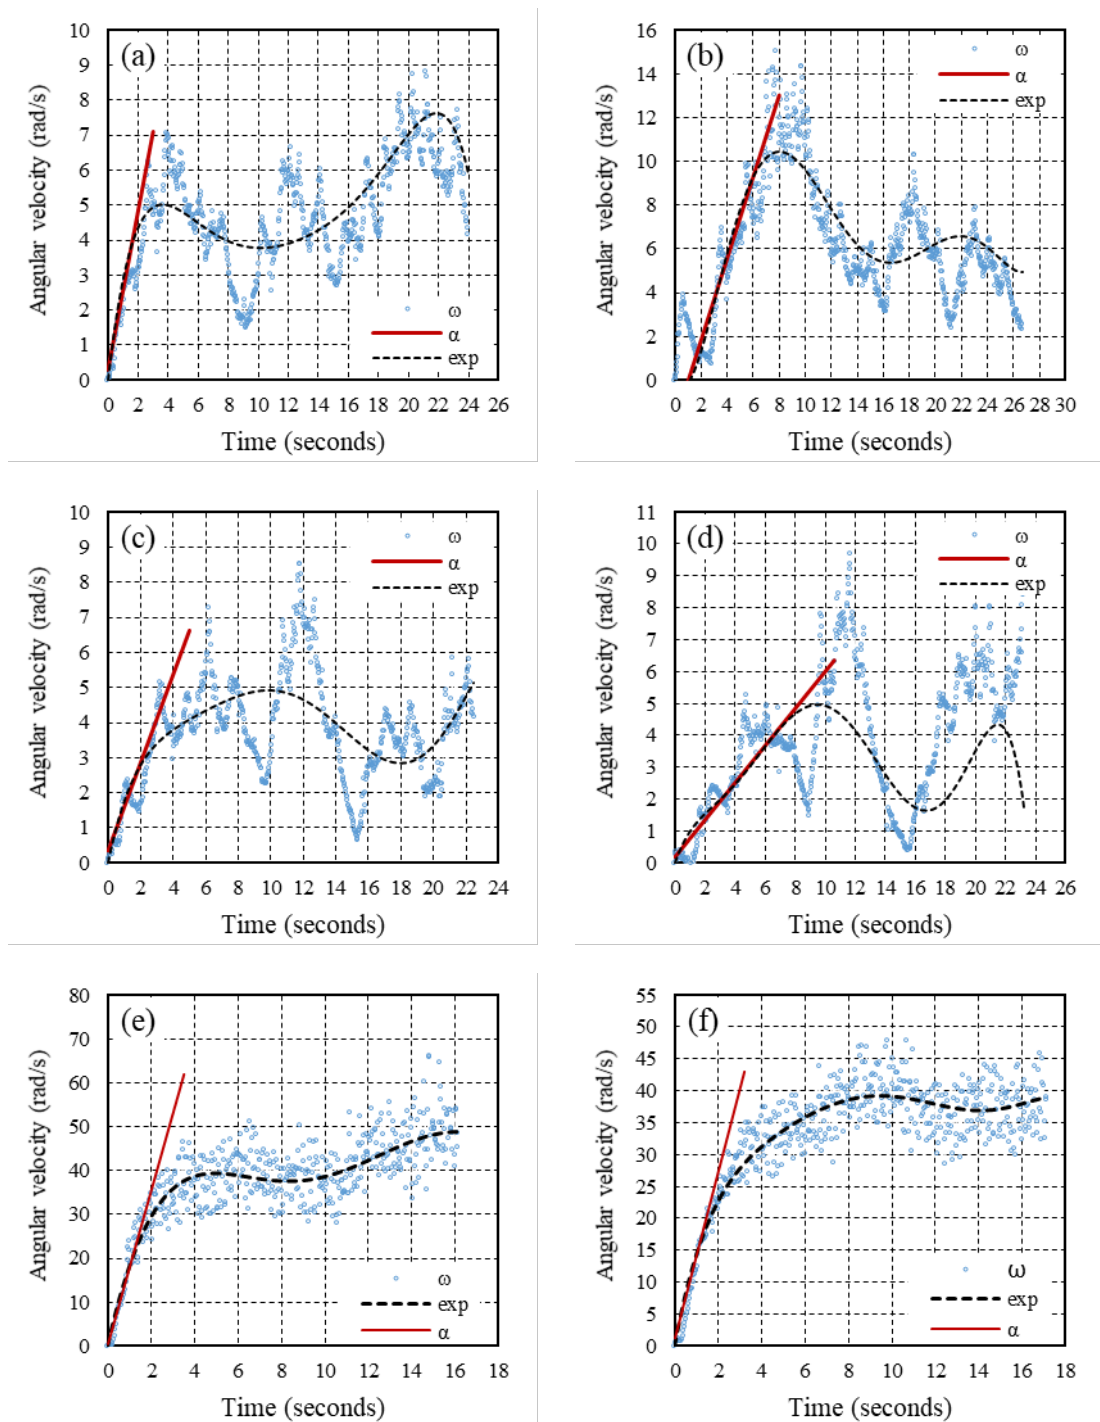 (a)
Angular velocity (rad/s)
10
9
8
7
6
5
4
3
2
1
0
ω
α
exp
0 2 4 6 8 10 12 14 16 18 20 22 24 26
Time (seconds)
(b)
Angular velocity (rad/s)
16
14
12
10
8
6
4
2
0
ω
α
exp
0 2 4 6 8 10 12 14 16 18 20 22 24 26 28 30
Time (seconds)
(c)
Angular velocity (rad/s)
10
9
8
7
6
5
4
3
2
1
0
ω
α
exp
0 2 4 6 8 10 12 14 16 18 20 22 24
Time (seconds)
(d)
Angular velocity (rad/s)
11
10
9
8
7
6
5
4
3
2
1
0
ω
α
exp
0 2 4 6 8 10 12 14 16 18 20 22 24 26
Time (seconds)
(e)
Angular velocity (rad/s)
80
70
60
50
40
30
20
10
0
ω
exp
α
0 2 4 6 8 10 12 14 16 18
Time (seconds)
(f)
Angular velocity (rad/s)
55
50
45
40
35
30
25
20
15
10
5
0
ω
exp
α
0 2 4 6 8 10 12 14 16 18
Time (seconds)